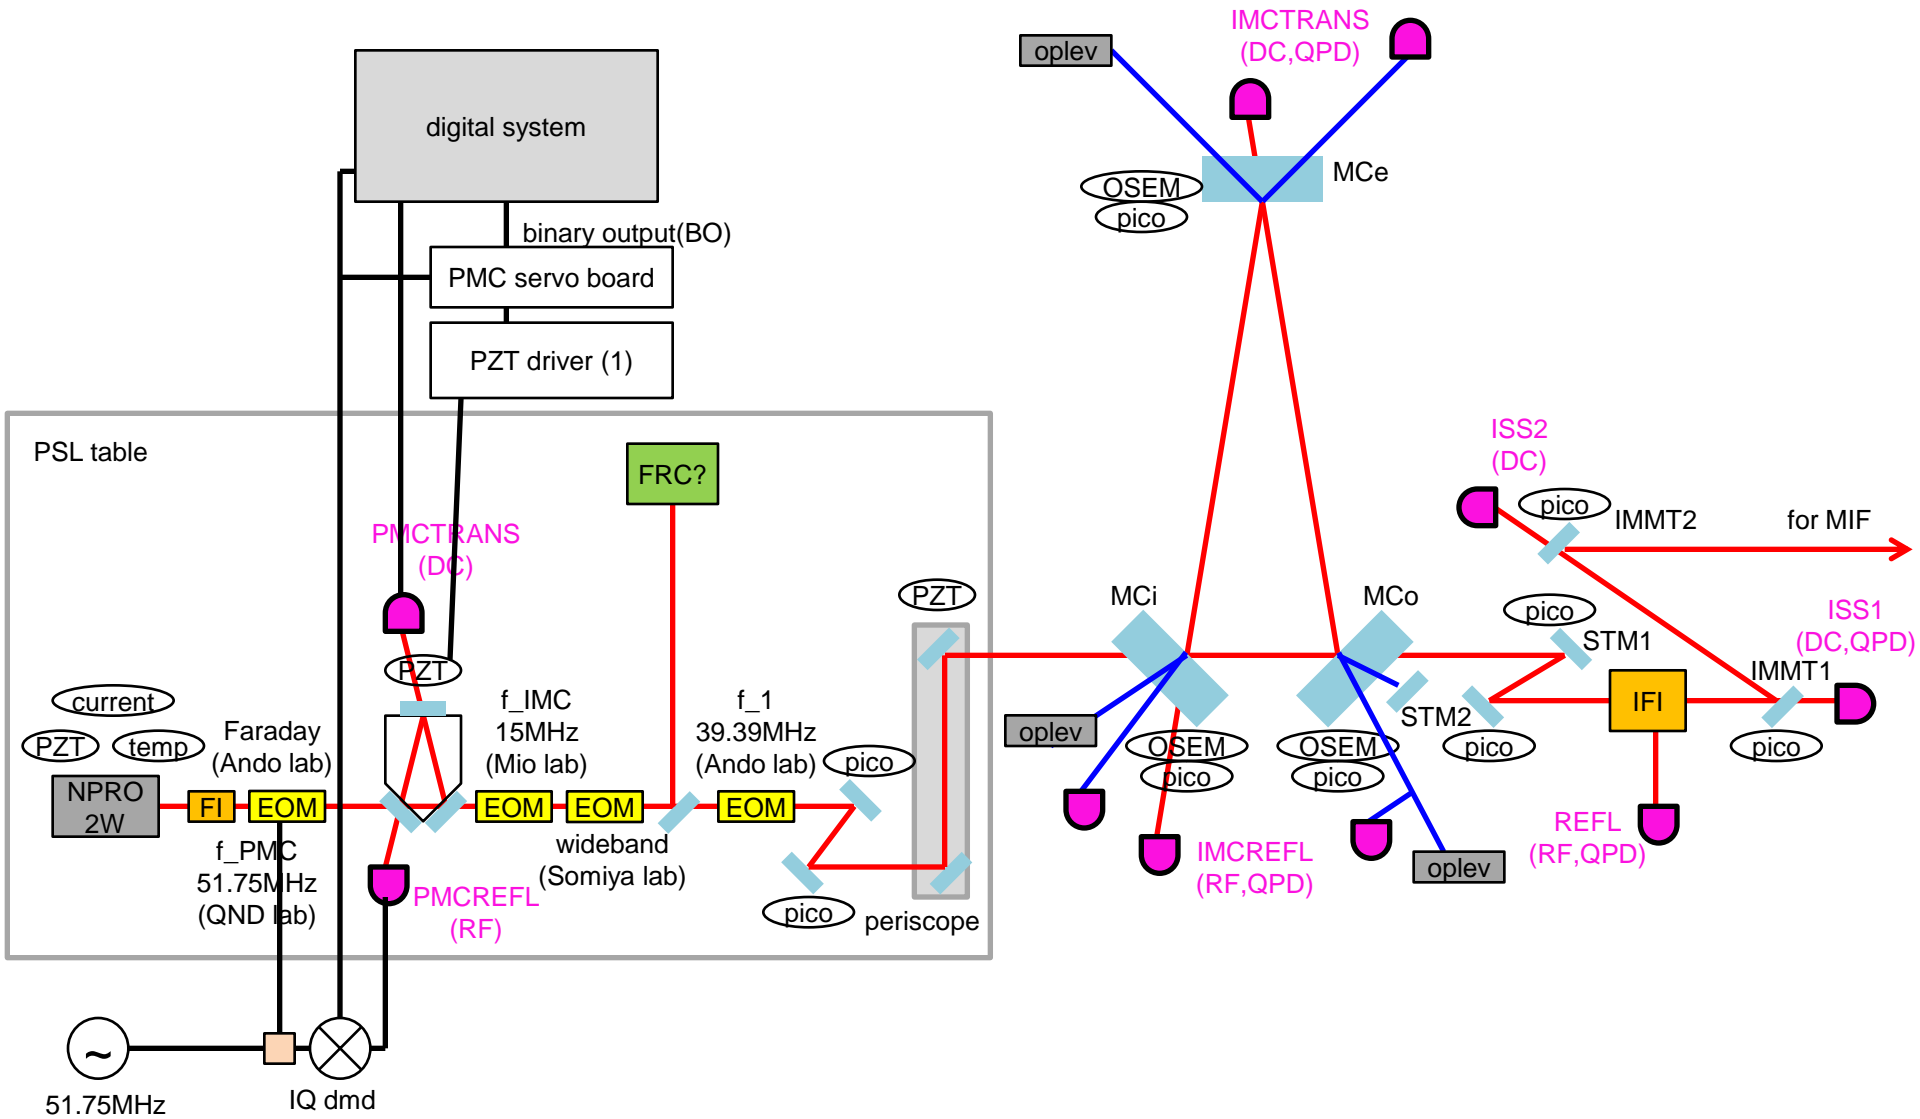 IMCTRANS
(DC,QPD)
oplev
digital system
MCe
OSEM
pico
binary output(BO)
PMC servo board
PZT driver (1)
PSL table
FRC?
ISS2
(DC)
pico
IMMT2
for MIF
PMCTRANS
(DC)
PZT
MCi
MCo
pico
STM1
ISS1
(DC,QPD)
PZT
current
PZT
temp
Faraday
(Ando lab)
f_IMC
15MHz
(Mio lab)
f_1
39.39MHz
(Ando lab)
pico
IMMT1
IFI
STM2
oplev
OSEM
pico
OSEM
pico
pico
pico
NPRO
2W
FI
EOM
EOM
EOM
EOM
f_PMC
51.75MHz
(QND lab)
wideband
(Somiya lab)
PMCREFL
(RF)
pico
periscope
IMCREFL
(RF,QPD)
oplev
REFL
(RF,QPD)
~
51.75MHz
IQ dmd